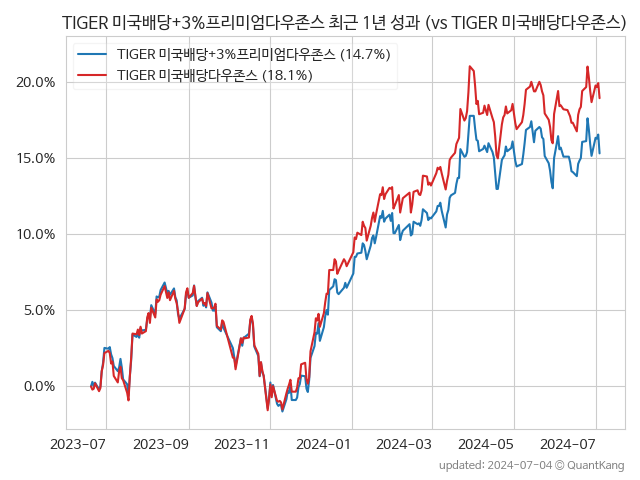 TIGER 미국배당+3%프리미엄다우존스 최근 1년 성과 (vs TIGER 미국배당다우존스)
TIGER 미국배당+3%프리미엄다우존스 (14.7%)
TIGER 미국배당다우존스 (18.1%)
20.0%
15.0%
10.0%
5.0%
0.0%
2023-07 2023-09 2023-11 2024-01 2024-03 2024-05 2024-07
updated: 2024-07-04 © QuantKang